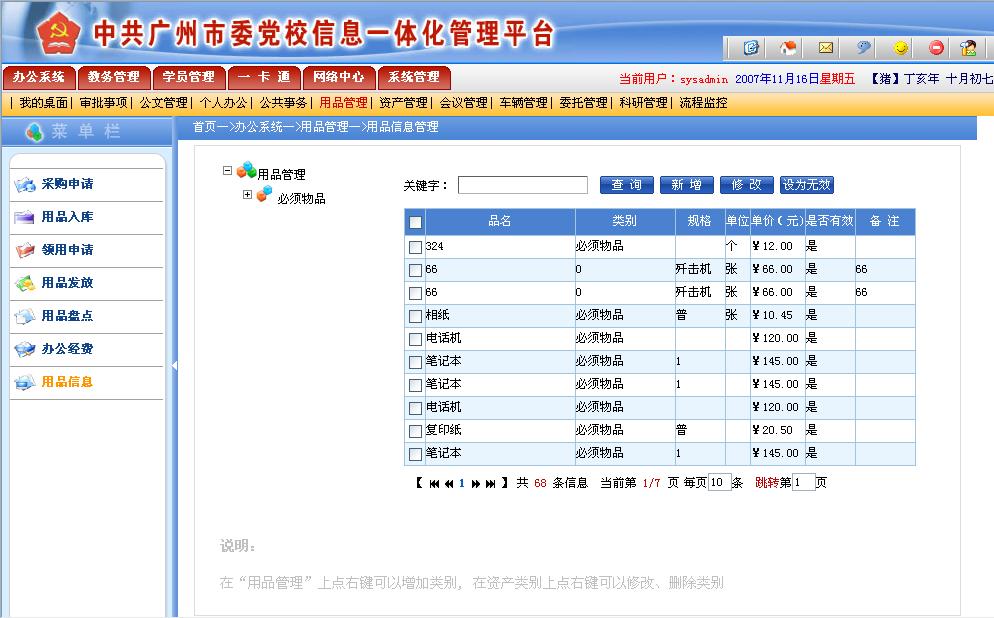 中共广州市委党校信息一体化管理平台
办公系统 教务管理 学员管理 一卡通 网络中心 系统管理
当前用户：sysadmin 2007年11月16日星期五 【猪】丁亥年 十月初七
| 我的桌面| 审批事项| 公文管理| 个人办公| 公共事务| 用品管理| 资产管理| 会议管理| 车辆管理| 委托管理| 科研管理| 流程监控
菜单栏
首页一>办公系统一>用品管理一>用品信息管理
采购申请
用品入库
领用申请
用品发放
用品盘点
办公经费
用品信息
用品管理
必须物品
关键字： 查询 新增 修改 设为无效
品名 类别 规格 单位 单价（元） 是否有效 备注
324 必须物品 个 ￥12.00 是
66 0 歼击机 张 ￥66.00 是 66
66 0 歼击机 张 ￥66.00 是 66
相纸 必须物品 普 张 ￥10.45 是
电话机 必须物品 ￥120.00 是
笔记本 必须物品 1 ￥145.00 是
笔记本 必须物品 1 ￥145.00 是
电话机 必须物品 ￥120.00 是
复印纸 必须物品 普 ￥20.50 是
笔记本 必须物品 1 ￥145.00 是
【 1 】 共 68 条信息 当前第 1/7 页 每页10条 跳转第1页
说明：
在“用品管理”上点右键可以增加类别，在资产类别上点右键可以修改、删除类别